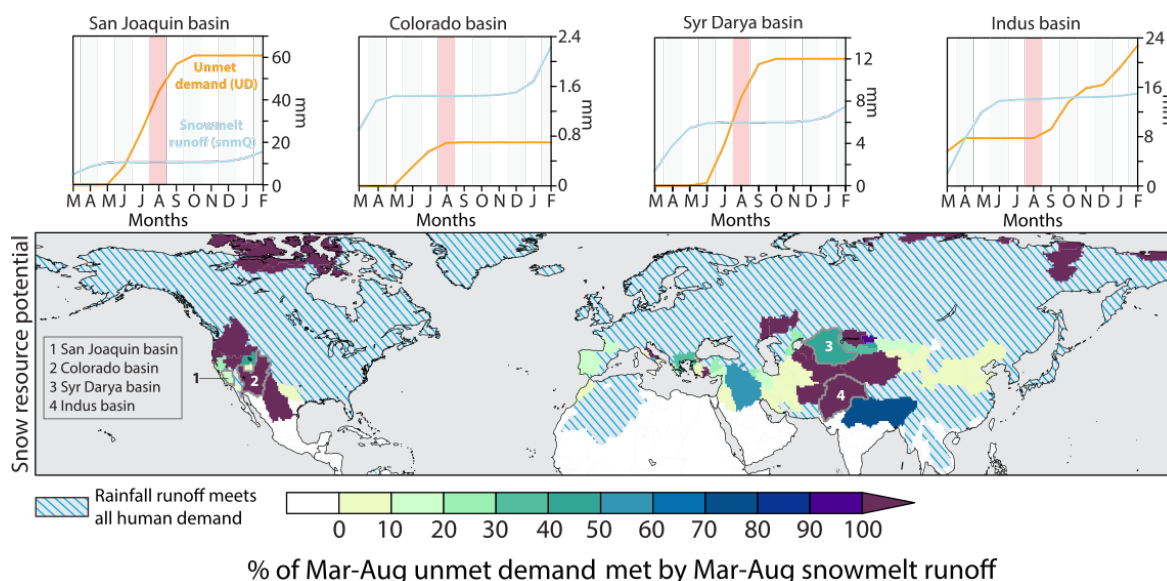 San Joaquin basin
Colorado basin
Syr Darya basin
Indus basin
60
40
20
0
mm
Unmet
demand (UD)
Snowmelt
runoff (snmQ)
M A M J J A S O N D J F
Months
2.4
1.6
0.8
0
mm
M A M J J A S O N D J F
Months
12
8
4
0
mm
M A M J J A S O N D J F
Months
24
16
8
0
mm
M A M J J A S O N D J F
Months
Snow resource potential
1 San Joaquin basin
2 Colorado basin
3 Syr Darya basin
4 Indus basin
1
2
3
4
Rainfall runoff meets
all human demand
0 10 20 30 40 50 60 70 80 90 100
% of Mar-Aug unmet demand met by Mar-Aug snowmelt runoff